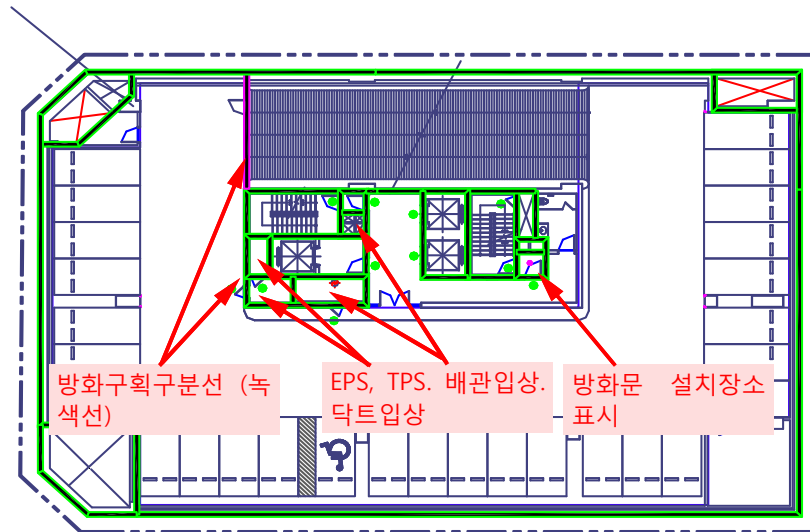 방화구획구분선 (녹
색선)
EPS, TPS. 배관입상.
닥트입상
방화문 설치장소
표시